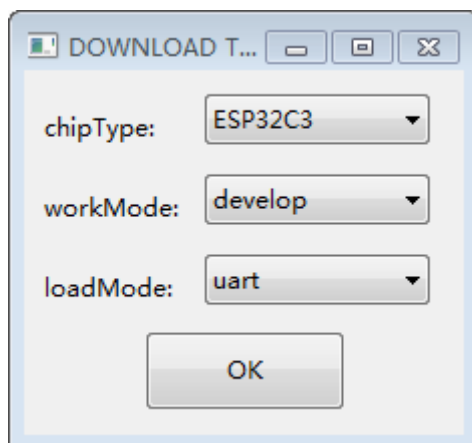 DOWNLOAD T...
chipType: ESP32C3
workMode: develop
loadMode: uart
OK